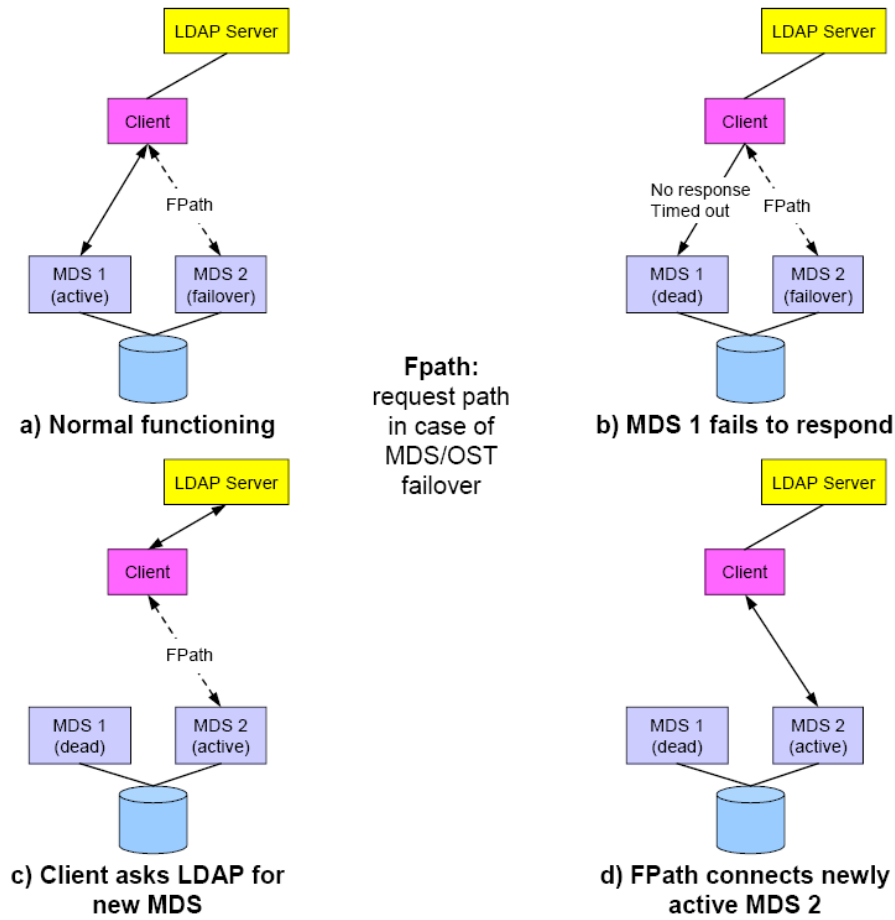 LDAP Server
Client
FPath
MDS 1
(active)
MDS 2
(failover)
a) Normal functioning
LDAP Server
Client
No response
Timed out
FPath
MDS 1
(dead)
MDS 2
(failover)
b) MDS 1 fails to respond
Fpath:
request path
in case of
MDS/OST
failover
LDAP Server
Client
FPath
MDS 1
(dead)
MDS 2
(active)
c) Client asks LDAP for
new MDS
LDAP Server
Client
MDS 1
(dead)
MDS 2
(active)
d) FPath connects newly
active MDS 2